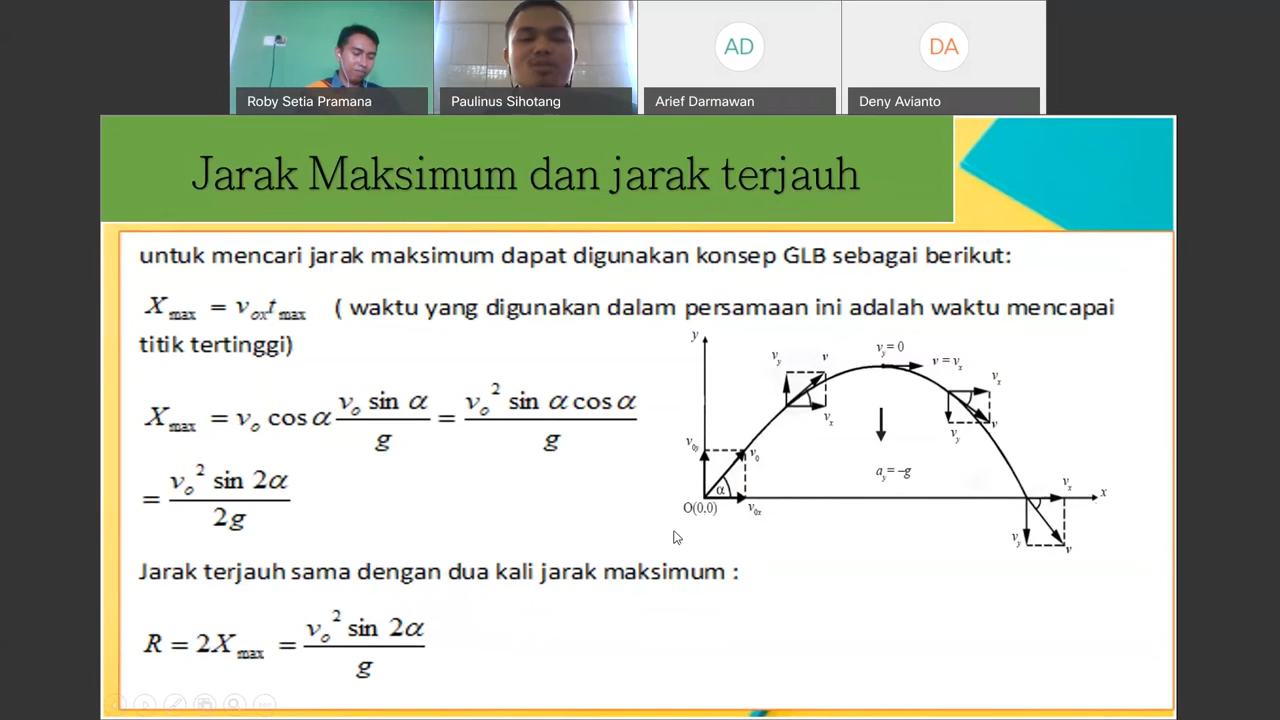 Roby Setia Pramana
Paulinus Sihotang
AD
Arief Darmawan
DA
Deny Avianto
Jarak Maksimum dan jarak terjauh
untuk mencari jarak maksimum dapat digunakan konsep GLB sebagai berikut:
X_max = v_ox t_max ( waktu yang digunakan dalam persamaan ini adalah waktu mencapai
titik tertinggi)
X_max = v_o cos α (v_o sin α)/g = (v_o² sin α cos α)/g
= (v_o² sin 2α)/(2g)
y
v_y
v
v_x
v_y = 0
v = v_x
v_x
v_y
v
v_0y
v_0
α
O(0,0)
v_0x
a_y = –g
v_x
x
v_y
v
Jarak terjauh sama dengan dua kali jarak maksimum :
R = 2X_max = (v_o² sin 2α)/g